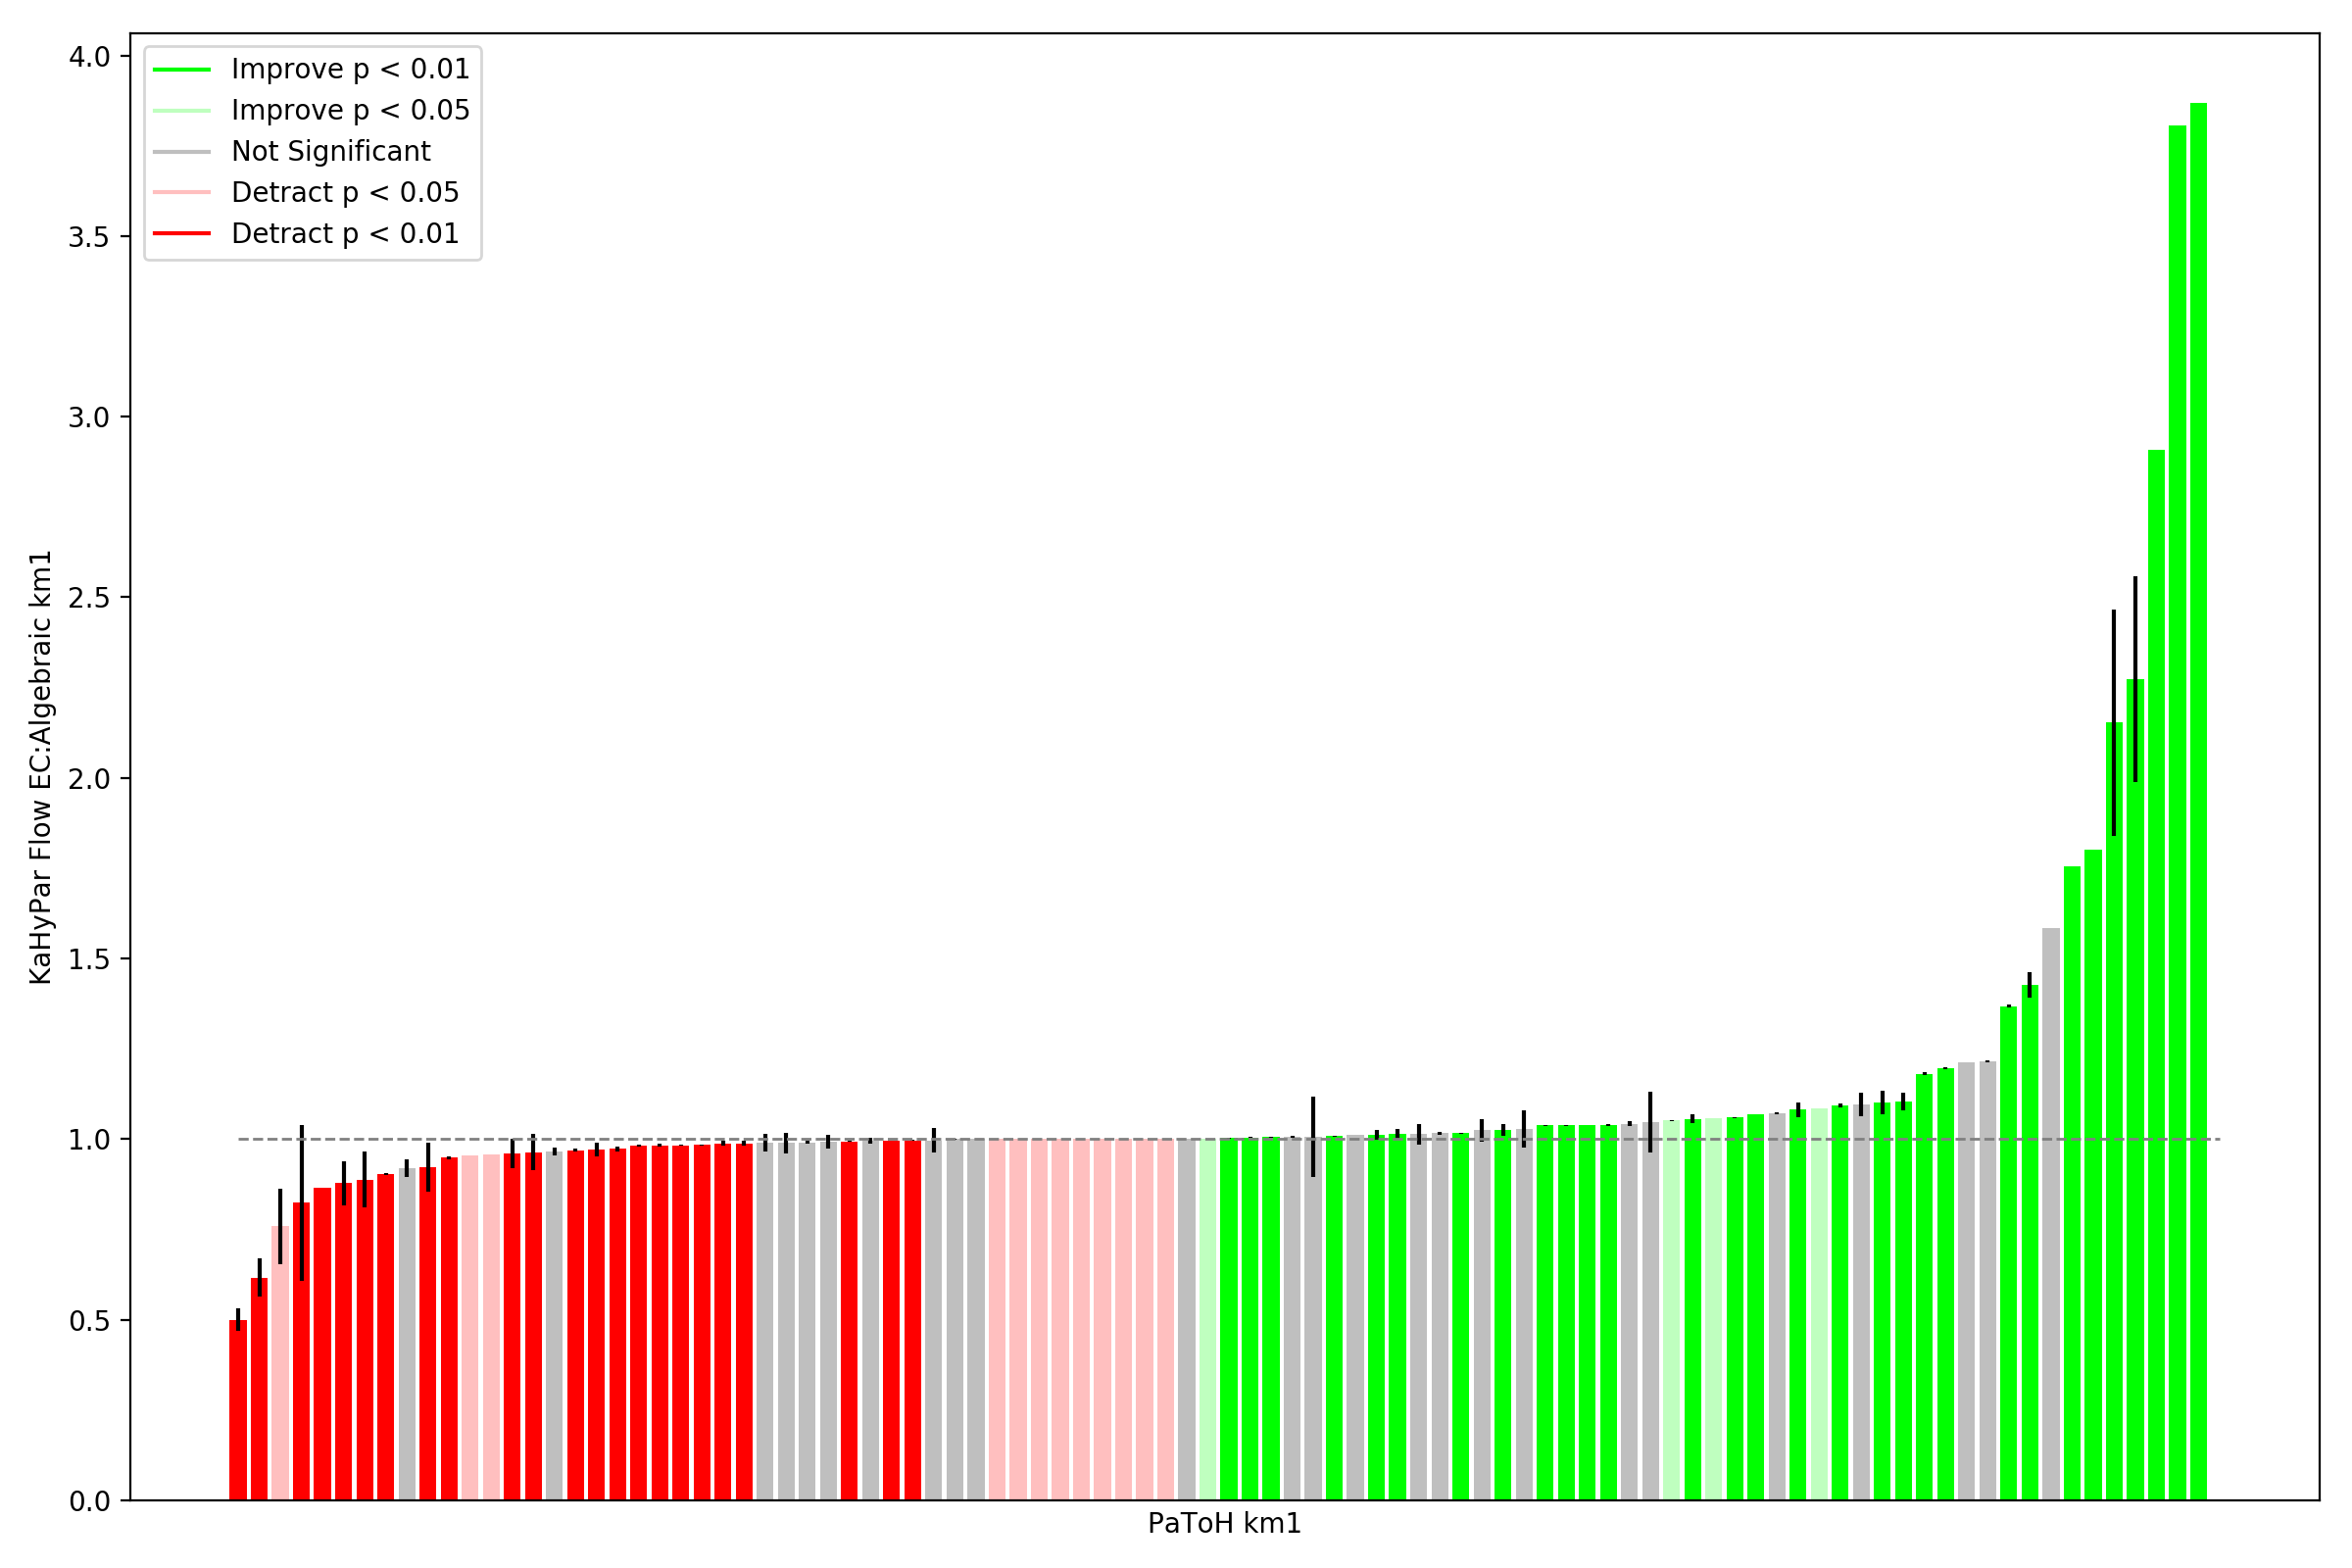 Improve p < 0.01
Improve p < 0.05
Not Significant
Detract p < 0.05
Detract p < 0.01
4.0
3.5
3.0
2.5
2.0
1.5
1.0
0.5
0.0
KaHyPar Flow EC:Algebraic km1
PaToH km1